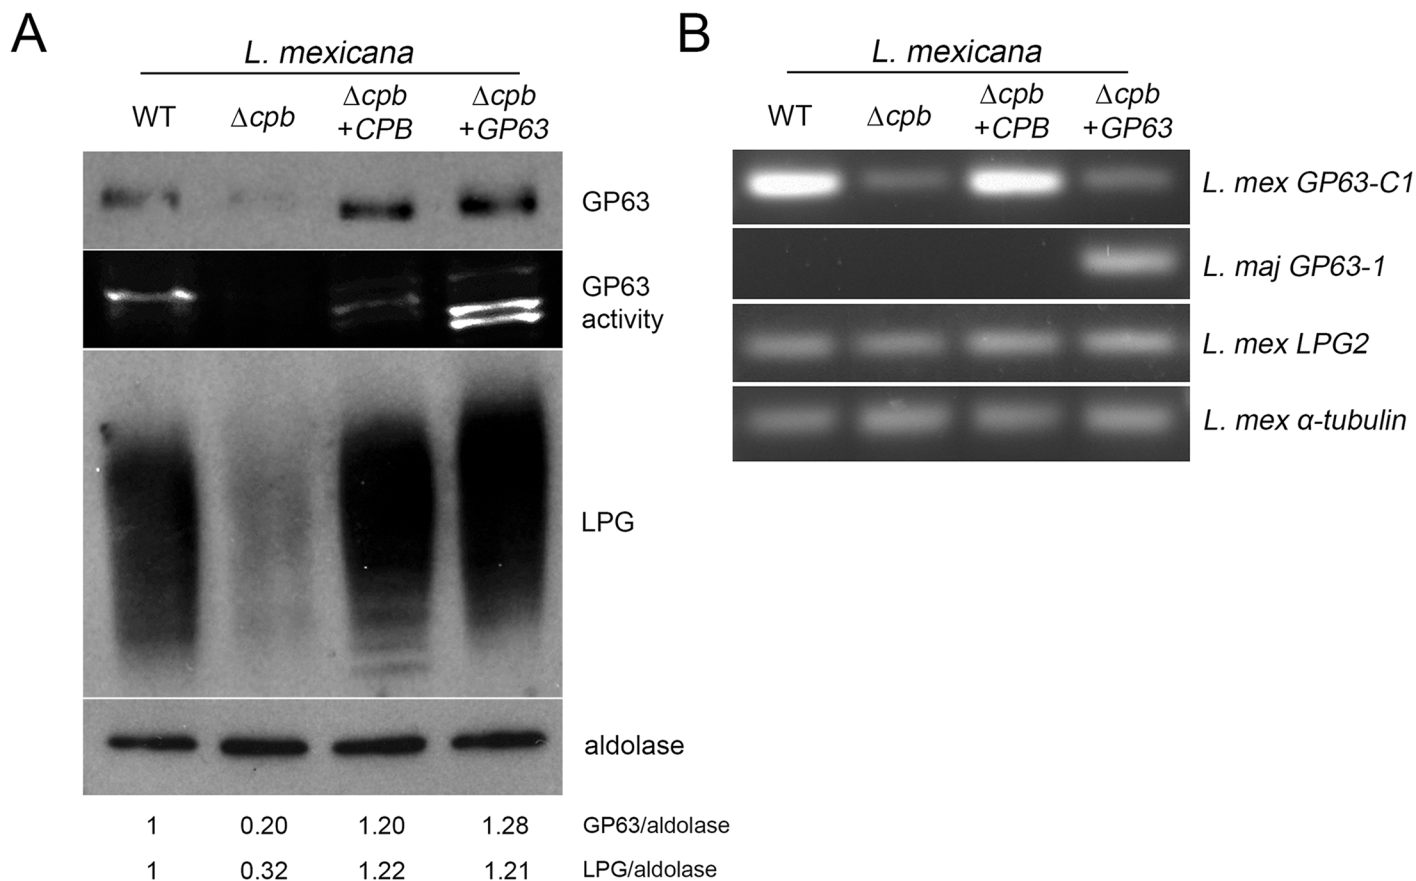 A
L. mexicana
WT
Δcpb
Δcpb
+CPB
Δcpb
+GP63
GP63
GP63
activity
LPG
aldolase
1 0.20 1.20 1.28 GP63/aldolase
1 0.32 1.22 1.21 LPG/aldolase
B
L. mexicana
WT
Δcpb
Δcpb
+CPB
Δcpb
+GP63
L. mex GP63-C1
L. maj GP63-1
L. mex LPG2
L. mex α-tubulin